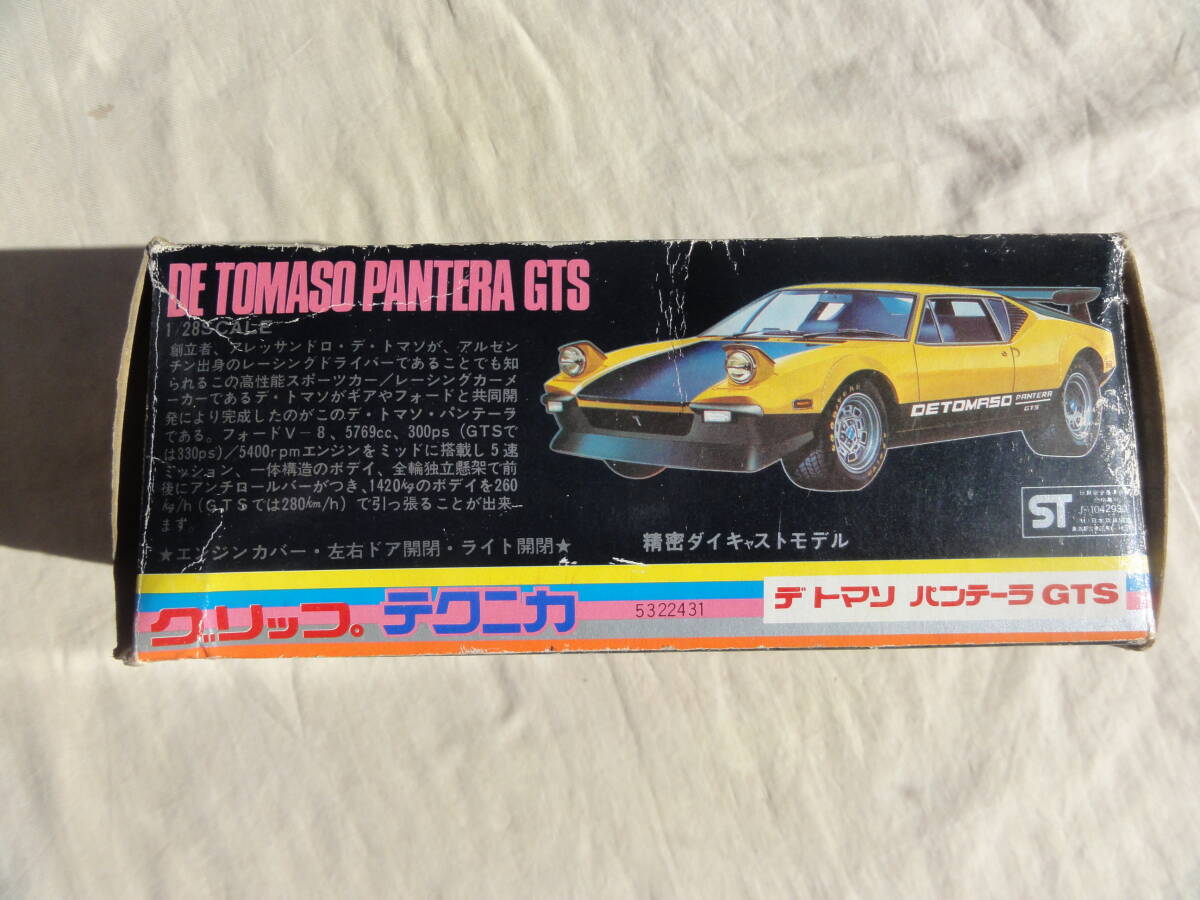 DE TOMASO PANTERA GTS
1/28SCALE
創立者、アレッサンドロ・デ・トマソが、アルゼン
チン出身のレーシングドライバーであることでも知
られるこの高性能スポーツカー/レーシングカーメ
ーカーであるデ・トマソがギアやフォードと共同開
発により完成したのがこのデ・トマソ・パンテーラ
である。フォードV-8、5769cc、300ps (GTSで
は330ps)/5400rpmエンジンをミッドに搭載し5速
ミッション、一体構造のボディ、全輪独立懸架で前
後にアンチロールバーがつき、1420kgのボディを260
kg/h (GTSでは280km/h) で引っ張ることが出来
ます。
★エンジンカバー・左右ドア開閉・ライト開閉★
精密ダイキャストモデル
DETOMASO PANTERA
GTS
ST
グリップ テクニカ
5322431
デ トマソ パンテーラ GTS